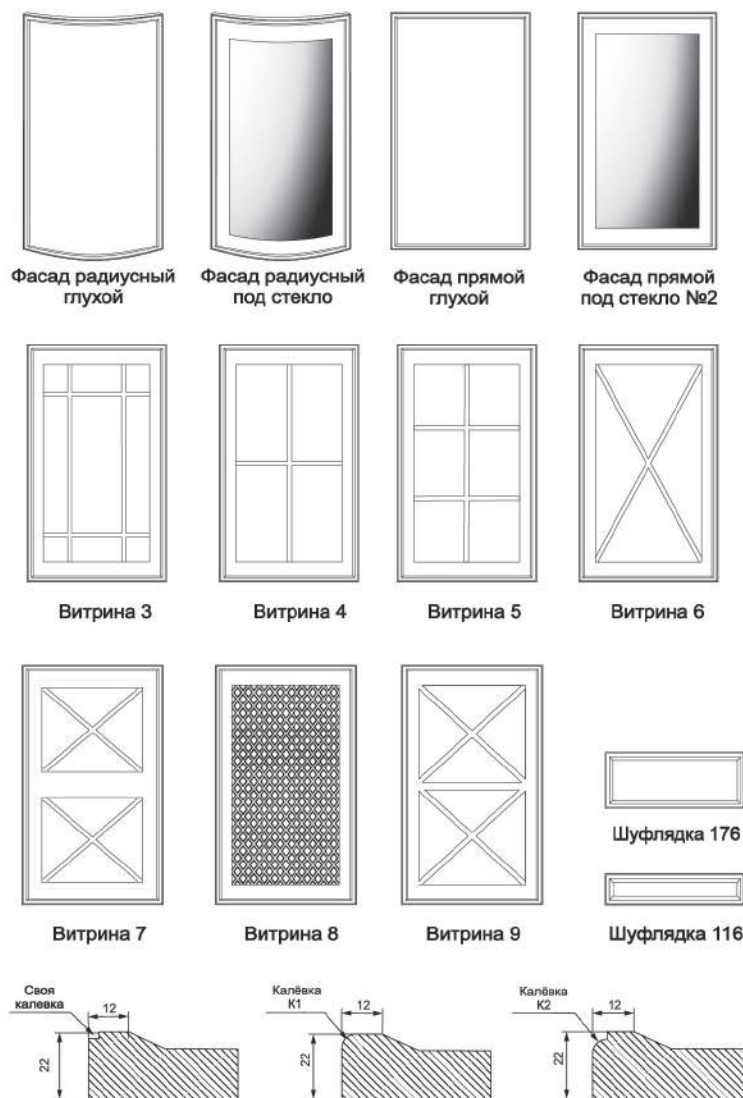 Фасад радиусный
глухой
Фасад радиусный
под стекло
Фасад прямой
глухой
Фасад прямой
под стекло №2
Витрина 3
Витрина 4
Витрина 5
Витрина 6
Витрина 7
Витрина 8
Витрина 9
Шуфлядка 176
Шуфлядка 116
Своя
калевка
12
22
Калёвка
К1
12
22
Калёвка
К2
12
22